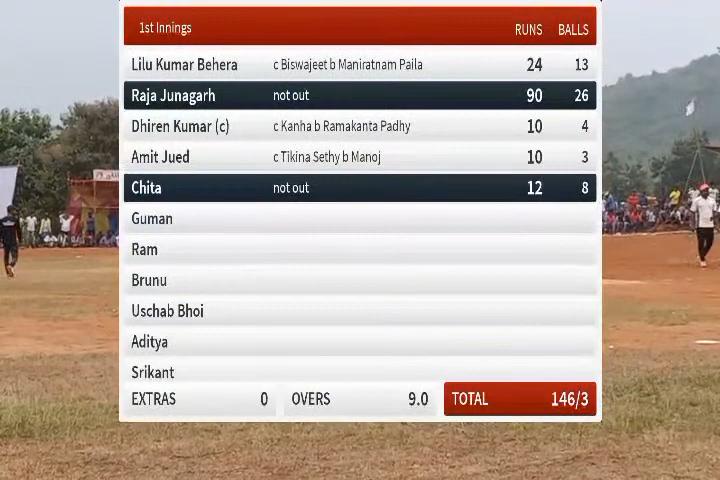 1st Innings RUNS BALLS
Lilu Kumar Behera c Biswajeet b Maniratnam Paila 24 13
Raja Junagarh not out 90 26
Dhiren Kumar (c) c Kanha b Ramakanta Padhy 10 4
Amit Jued c Tikina Sethy b Manoj 10 3
Chita not out 12 8
Guman
Ram
Brunu
Uschab Bhoi
Aditya
Srikant
EXTRAS 0 OVERS 9.0 TOTAL 146/3